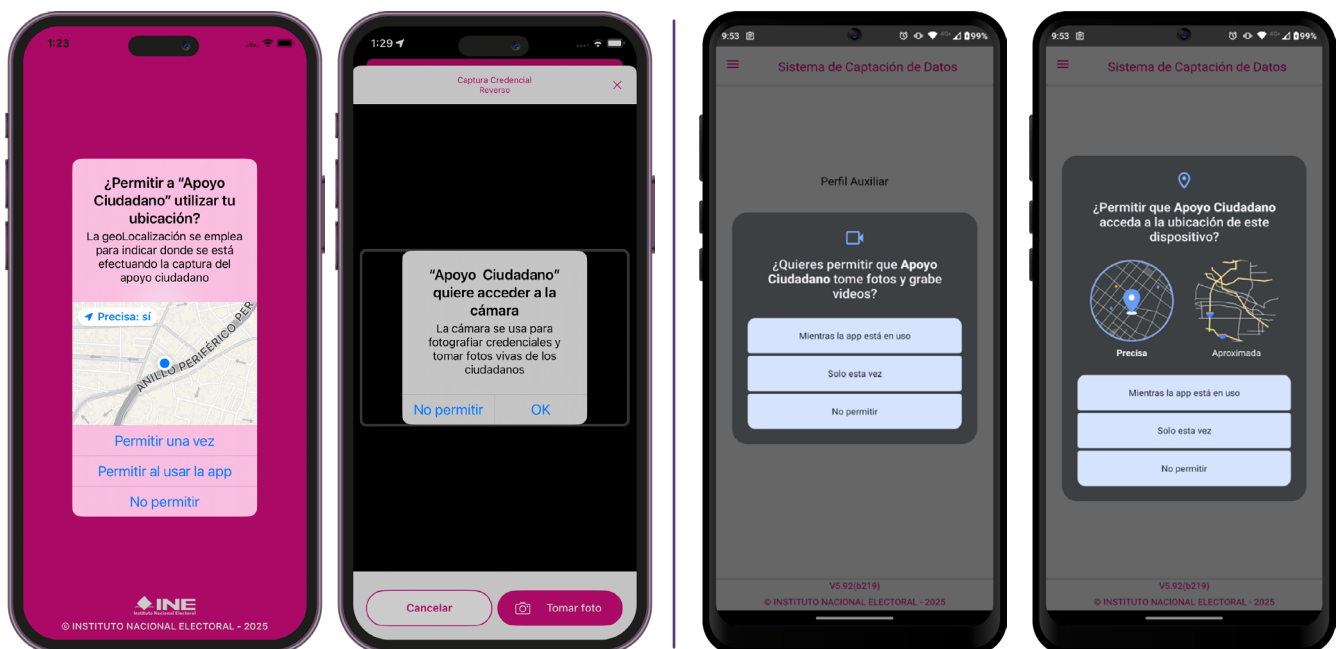 1:23
¿Permitir a “Apoyo
Ciudadano” utilizar tu
ubicación?
La geoLocalización se emplea
para indicar donde se está
efectuando la captura del
apoyo ciudadano
Precisa: sí
ANILLO PERIFÉRICO PER
Permitir una vez
Permitir al usar la app
No permitir
INE
Instituto Nacional Electoral
© INSTITUTO NACIONAL ELECTORAL - 2025
1:29
Captura Credencial
Reverso
“Apoyo Ciudadano”
quiere acceder a la
cámara
La cámara se usa para
fotografiar credenciales y
tomar fotos vivas de los
ciudadanos
No permitir
OK
Cancelar
Tomar foto
9:53
4G+
99%
Sistema de Captación de Datos
Perfil Auxiliar
¿Quieres permitir que Apoyo
Ciudadano tome fotos y grabe
videos?
Mientras la app está en uso
Solo esta vez
No permitir
V5.92(b219)
© INSTITUTO NACIONAL ELECTORAL - 2025
9:53
4G+
99%
Sistema de Captación de Datos
¿Permitir que Apoyo Ciudadano
acceda a la ubicación de este
dispositivo?
Precisa
Aproximada
Mientras la app está en uso
Solo esta vez
No permitir
V5.92(b219)
© INSTITUTO NACIONAL ELECTORAL - 2025